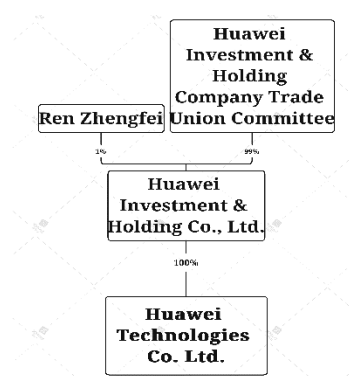 Huawei
Investment &
Holding
Company Trade
Union Committee
Ren Zhengfei
1%
99%
Huawei
Investment &
Holding Co., Ltd.
100%
Huawei
Technologies
Co. Ltd.